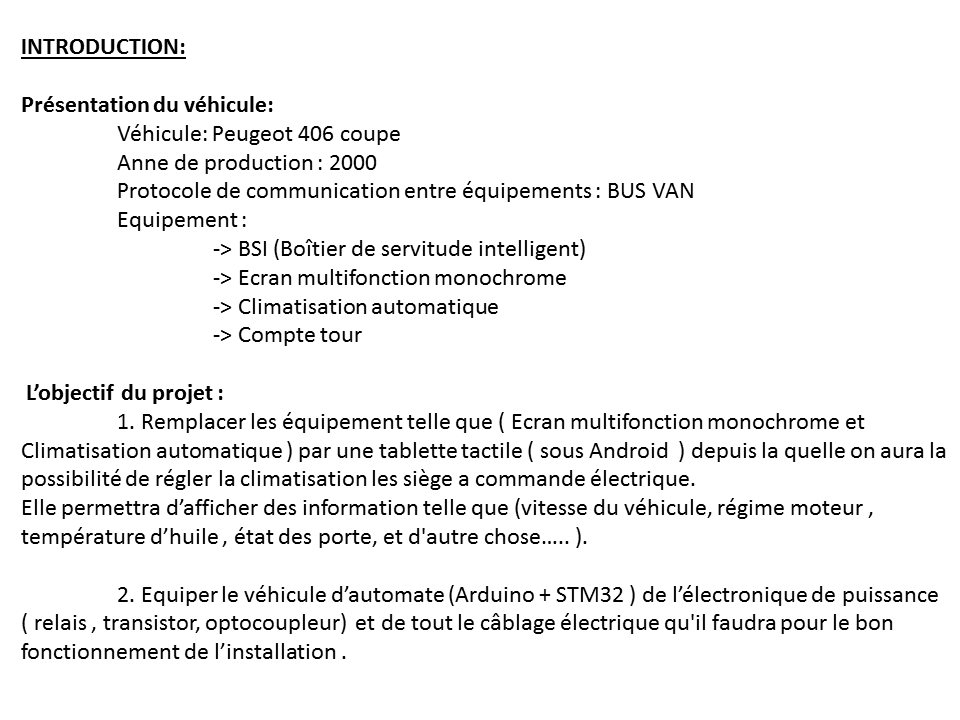 INTRODUCTION:
Présentation du véhicule:
Véhicule: Peugeot 406 coupe
Anne de production : 2000
Protocole de communication entre équipements : BUS VAN
Equipement :
-> BSI (Boîtier de servitude intelligent)
-> Ecran multifonction monochrome
-> Climatisation automatique
-> Compte tour
L’objectif du projet :
1. Remplacer les équipement telle que ( Ecran multifonction monochrome et
Climatisation automatique ) par une tablette tactile ( sous Android ) depuis la quelle on aura la
possibilité de régler la climatisation les siège a commande électrique.
Elle permettra d’afficher des information telle que (vitesse du véhicule, régime moteur ,
température d’huile , état des porte, et d'autre chose….. ).
2. Equiper le véhicule d’automate (Arduino + STM32 ) de l’électronique de puissance
( relais , transistor, optocoupleur) et de tout le câblage électrique qu'il faudra pour le bon
fonctionnement de l’installation .